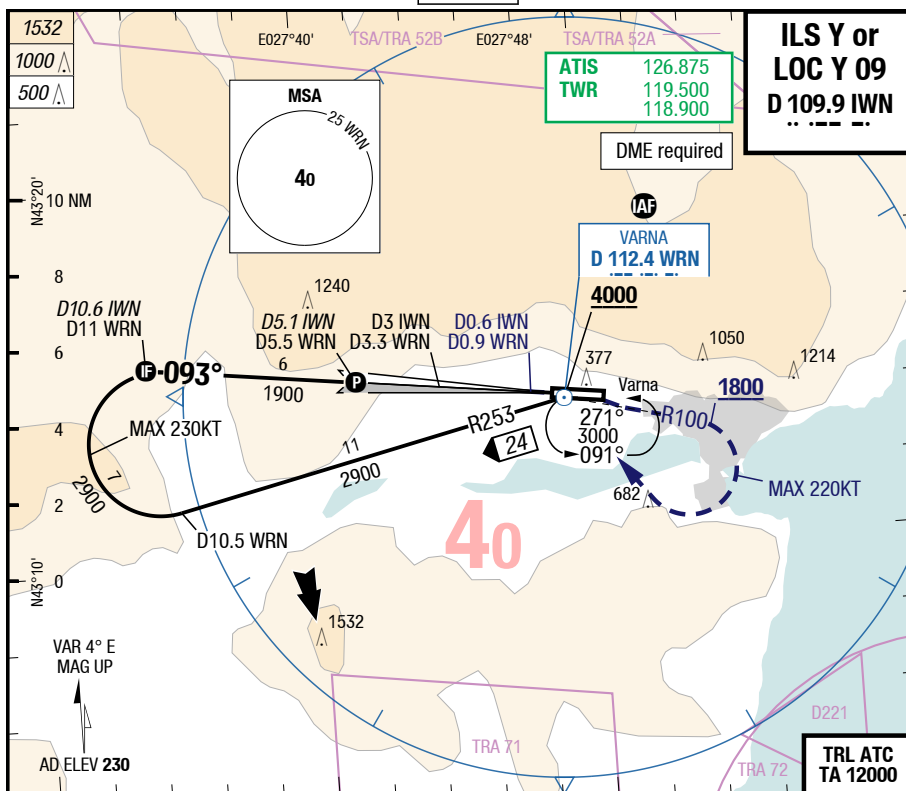 1532
1000
500
E027°40'
TSA/TRA 52B
E027°48'
TSA/TRA 52A
ATIS 126.875
TWR 119.500
118.900
ILS Y or
LOC Y 09
D 109.9 IWN
DME required
MSA
25 WRN
40
N43°20'
10 NM
8
6
4
2
0
N43°10'
IAF
VARNA
D 112.4 WRN
4000
1240
D10.6 IWN
D11 WRN
D5.1 IWN
D5.5 WRN
D3 IWN
D3.3 WRN
D0.6 IWN
D0.9 WRN
377
1050
1214
IF
093°
6
1900
P
Varna
1800
R100
271°
3000
091°
MAX 230KT
R253
24
11
2900
7
2900
D10.5 WRN
682
MAX 220KT
40
1532
VAR 4° E
MAG UP
AD ELEV 230
TRA 71
D221
TRA 72
TRL ATC
TA 12000